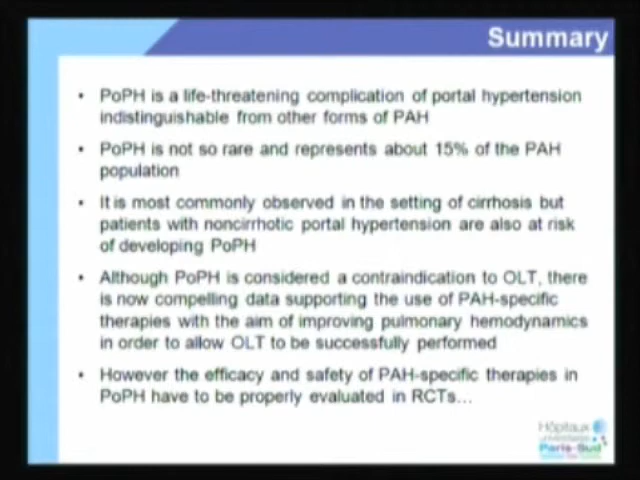 Summary
• PoPH is a life-threatening complication of portal hypertension
indistinguishable from other forms of PAH
• PoPH is not so rare and represents about 15% of the PAH
population
• It is most commonly observed in the setting of cirrhosis but
patients with noncirrhotic portal hypertension are also at risk
of developing PoPH
• Although PoPH is considered a contraindication to OLT, there
is now compelling data supporting the use of PAH-specific
therapies with the aim of improving pulmonary hemodynamics
in order to allow OLT to be successfully performed
• However the efficacy and safety of PAH-specific therapies in
PoPH have to be properly evaluated in RCTs…
Hôpitaux
universitaires
Paris-Sud